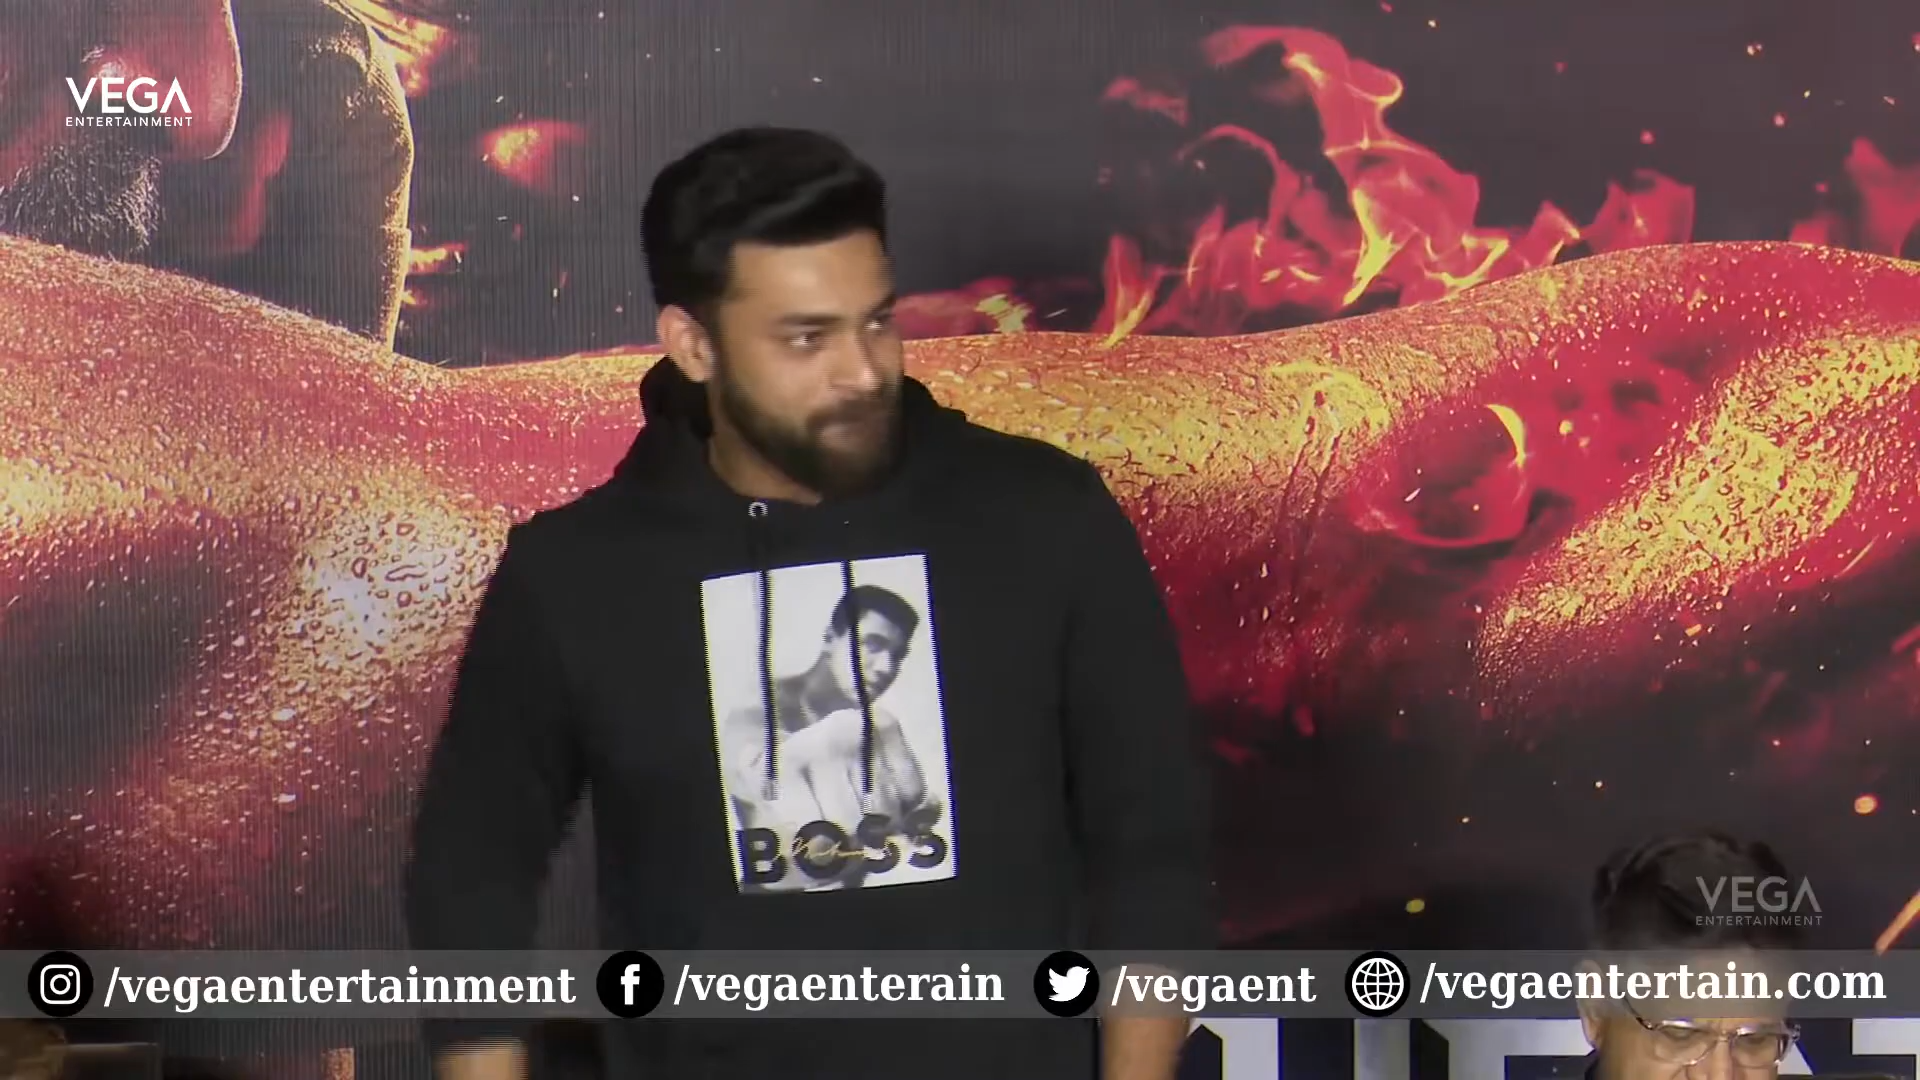 VEGA
ENTERTAINMENT
BOSS
VEGA
ENTERTAINMENT
/vegaentertainment /vegaenterain /vegaent /vegaentertain.com